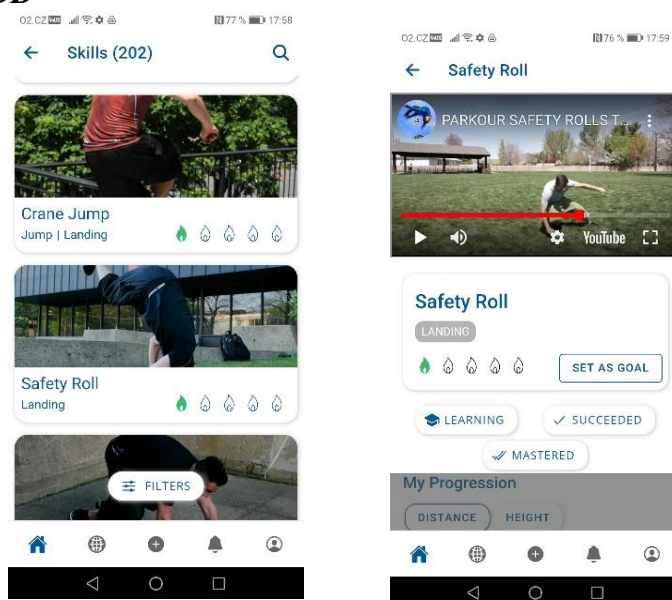 O2.CZ
77 % 17:58
Skills (202)
Crane Jump
Jump | Landing
Safety Roll
Landing
FILTERS
O2.CZ
76 % 17:59
Safety Roll
PARKOUR SAFETY ROLLS T...
YouTube
Safety Roll
LANDING
SET AS GOAL
LEARNING
SUCCEEDED
MASTERED
My Progression
DISTANCE
HEIGHT